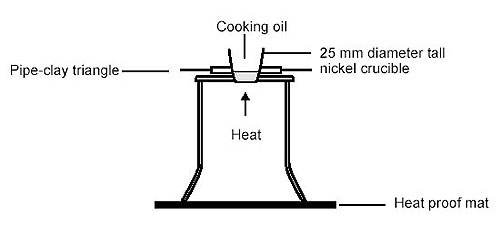 Cooking oil
25 mm diameter tall
nickel crucible
Pipe-clay triangle
Heat
Heat proof mat